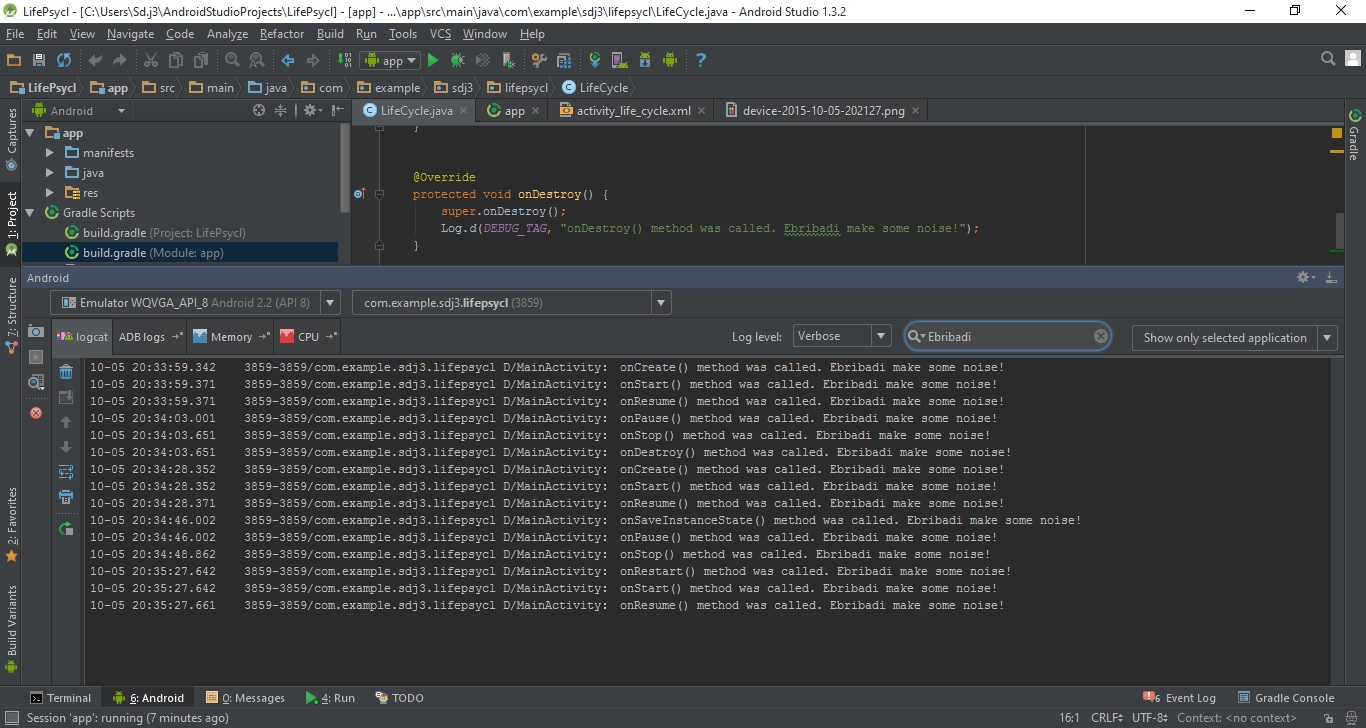 LifePsycl - [C:\Users\Sd.j3\AndroidStudioProjects\LifePsycl] - [app] - ...\app\src\main\java\com\example\sdj3\lifepsycl\LifeCycle.java - Android Studio 1.3.2
File Edit View Navigate Code Analyze Refactor Build Run Tools VCS Window Help
app
LifePsycl app src main java com example sdj3 lifepsycl LifeCycle
Android LifeCycle.java app activity_life_cycle.xml device-2015-10-05-202127.png
Captures
1: Project
7: Structure
2: Favorites
Build Variants
Gradle
app
manifests
java
res
Gradle Scripts
build.gradle (Project: LifePsycl)
build.gradle (Module: app)
}
@Override
protected void onDestroy() {
super.onDestroy();
Log.d(DEBUG_TAG, "onDestroy() method was called. Ebribadi make some noise!");
}
Android
Emulator WQVGA_API_8 Android 2.2 (API 8) com.example.sdj3.lifepsycl (3859)
logcat ADB logs Memory CPU Log level: Verbose Ebribadi Show only selected application
10-05 20:33:59.342 3859-3859/com.example.sdj3.lifepsycl D/MainActivity: onCreate() method was called. Ebribadi make some noise!
10-05 20:33:59.371 3859-3859/com.example.sdj3.lifepsycl D/MainActivity: onStart() method was called. Ebribadi make some noise!
10-05 20:33:59.371 3859-3859/com.example.sdj3.lifepsycl D/MainActivity: onResume() method was called. Ebribadi make some noise!
10-05 20:34:03.001 3859-3859/com.example.sdj3.lifepsycl D/MainActivity: onPause() method was called. Ebribadi make some noise!
10-05 20:34:03.651 3859-3859/com.example.sdj3.lifepsycl D/MainActivity: onStop() method was called. Ebribadi make some noise!
10-05 20:34:03.651 3859-3859/com.example.sdj3.lifepsycl D/MainActivity: onDestroy() method was called. Ebribadi make some noise!
10-05 20:34:28.352 3859-3859/com.example.sdj3.lifepsycl D/MainActivity: onCreate() method was called. Ebribadi make some noise!
10-05 20:34:28.352 3859-3859/com.example.sdj3.lifepsycl D/MainActivity: onStart() method was called. Ebribadi make some noise!
10-05 20:34:28.371 3859-3859/com.example.sdj3.lifepsycl D/MainActivity: onResume() method was called. Ebribadi make some noise!
10-05 20:34:46.002 3859-3859/com.example.sdj3.lifepsycl D/MainActivity: onSaveInstanceState() method was called. Ebribadi make some noise!
10-05 20:34:46.002 3859-3859/com.example.sdj3.lifepsycl D/MainActivity: onPause() method was called. Ebribadi make some noise!
10-05 20:34:48.862 3859-3859/com.example.sdj3.lifepsycl D/MainActivity: onStop() method was called. Ebribadi make some noise!
10-05 20:35:27.642 3859-3859/com.example.sdj3.lifepsycl D/MainActivity: onRestart() method was called. Ebribadi make some noise!
10-05 20:35:27.642 3859-3859/com.example.sdj3.lifepsycl D/MainActivity: onStart() method was called. Ebribadi make some noise!
10-05 20:35:27.661 3859-3859/com.example.sdj3.lifepsycl D/MainActivity: onResume() method was called. Ebribadi make some noise!
Terminal 6: Android 0: Messages 4: Run TODO 6 Event Log Gradle Console
Session 'app': running (7 minutes ago) 16:1 CRLF UTF-8 Context: <no context>